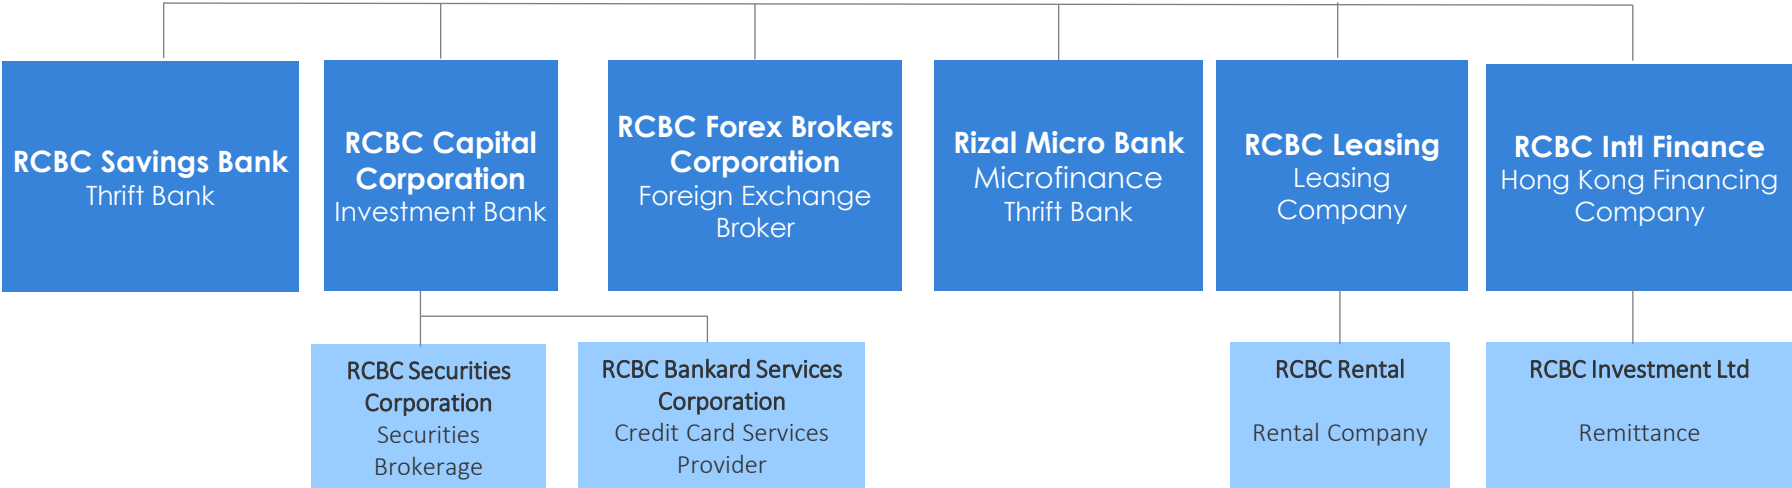 RCBC Savings Bank
Thrift Bank
RCBC Capital
Corporation
Investment Bank
RCBC Forex Brokers
Corporation
Foreign Exchange
Broker
Rizal Micro Bank
Microfinance
Thrift Bank
RCBC Leasing
Leasing
Company
RCBC Intl Finance
Hong Kong Financing
Company
RCBC Securities
Corporation
Securities
Brokerage
RCBC Bankard Services
Corporation
Credit Card Services
Provider
RCBC Rental
Rental Company
RCBC Investment Ltd
Remittance